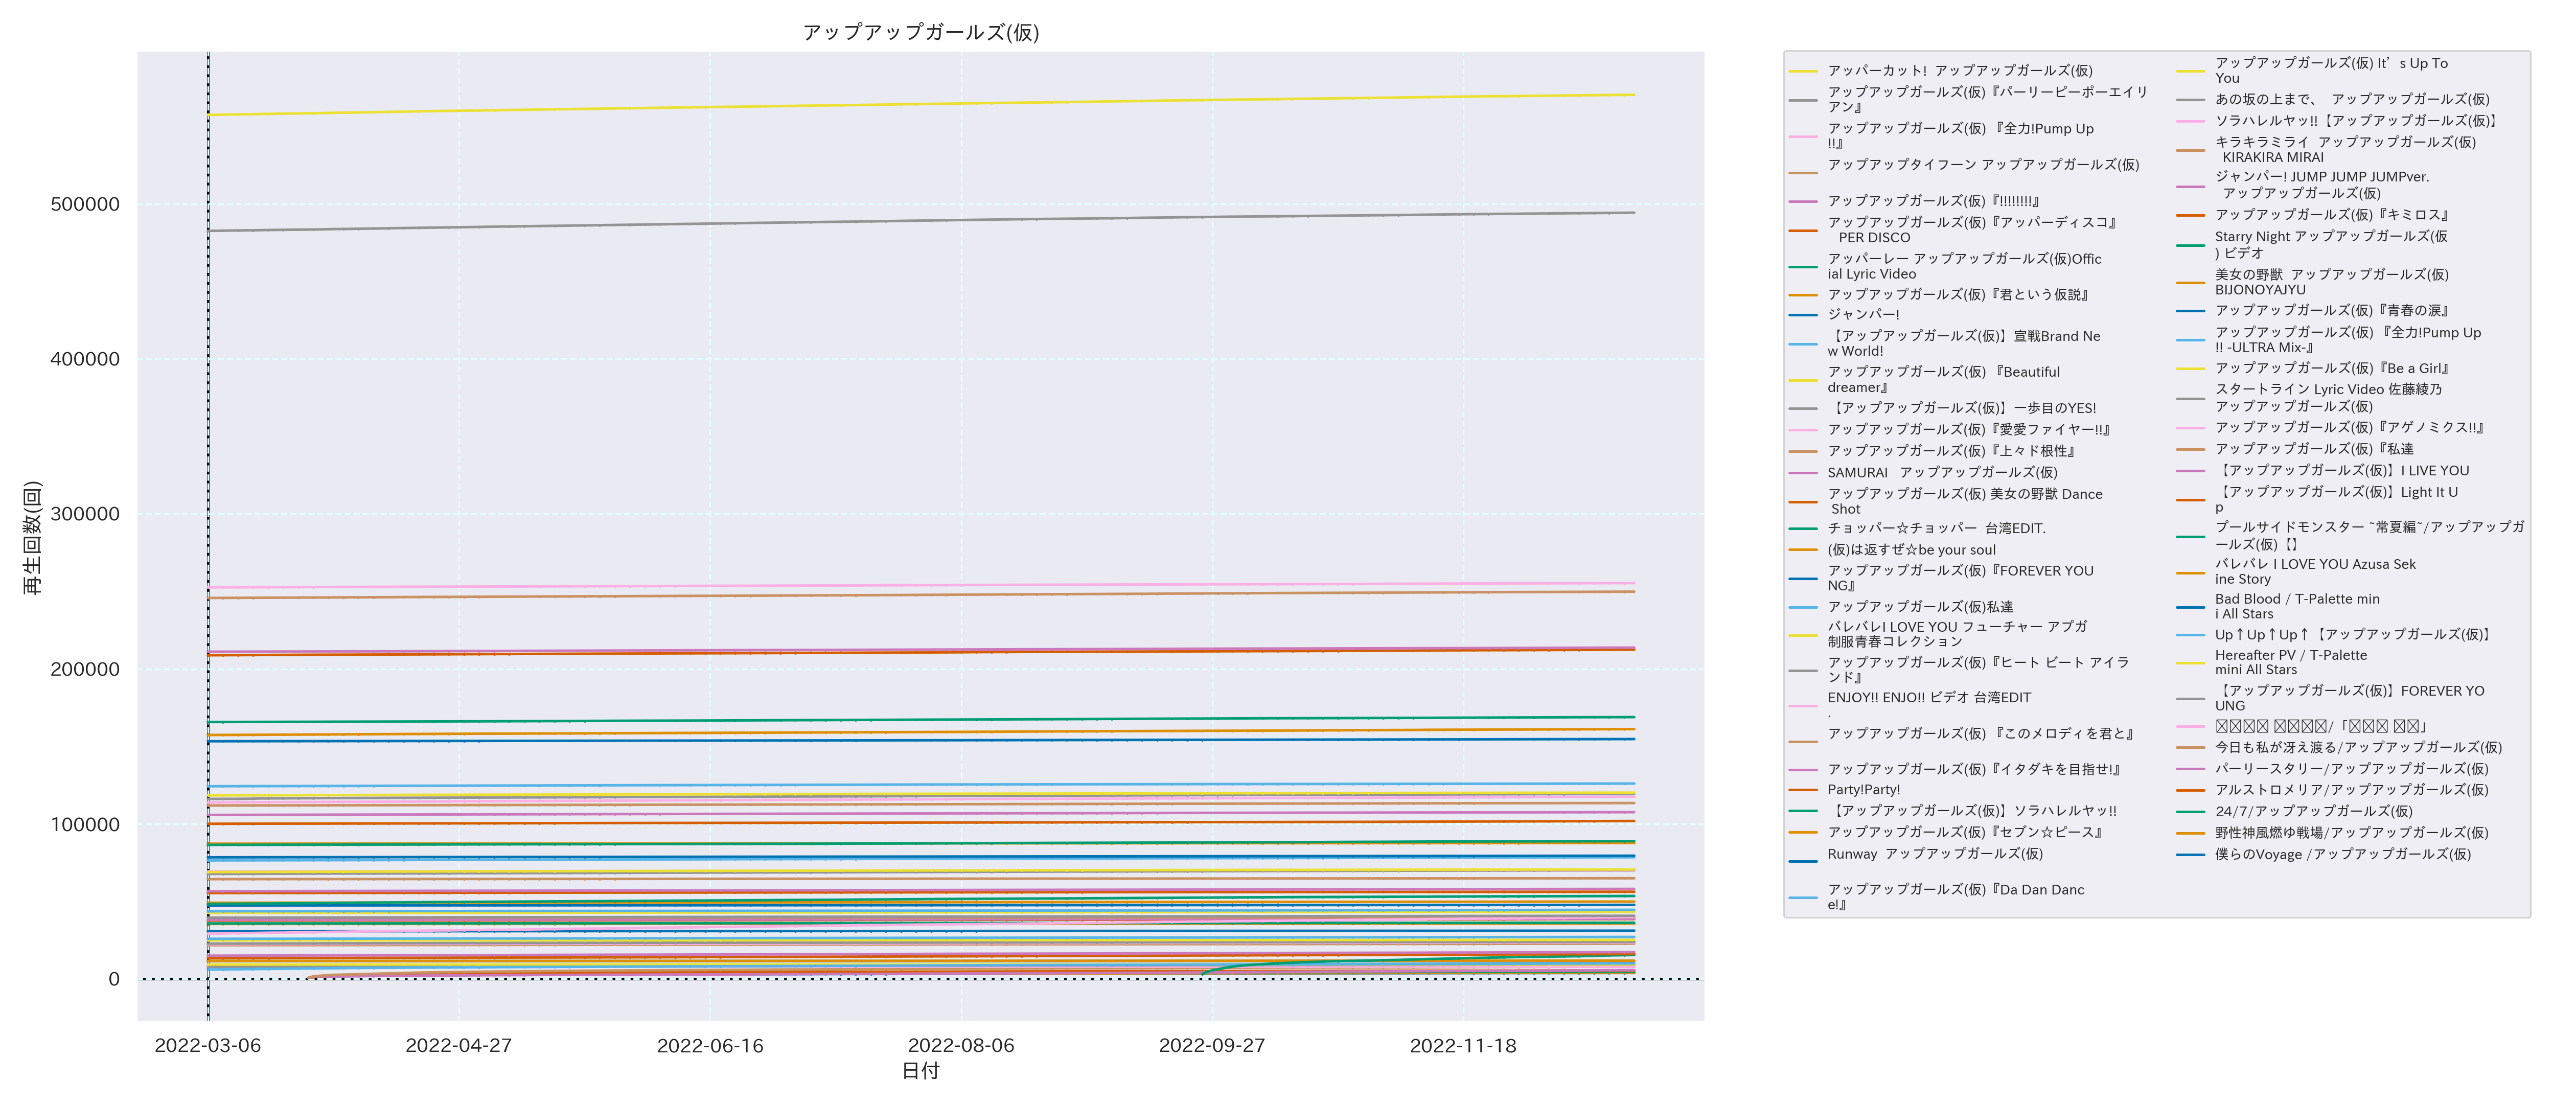 アップアップガールズ(仮)
再生回数(回)
500000
400000
300000
200000
100000
0
2022-03-06
2022-04-27
2022-06-16
2022-08-06
2022-09-27
2022-11-18
日付
アッパーカット! アップアップガールズ(仮)
アップアップガールズ(仮)『パーリーピーポーエイリ
アン』
アップアップガールズ(仮) 『全力!Pump Up
!!』
アップアップタイフーン アップアップガールズ(仮)
アップアップガールズ(仮)『!!!!!!!!』
アップアップガールズ(仮)『アッパーディスコ』
PER DISCO
アッパーレー アップアップガールズ(仮)Offic
ial Lyric Video
アップアップガールズ(仮)『君という仮説』
ジャンパー!
【アップアップガールズ(仮)】宣戦Brand Ne
w World!
アップアップガールズ(仮) 『Beautiful
dreamer』
【アップアップガールズ(仮)】一歩目のYES!
アップアップガールズ(仮)『愛愛ファイヤー!!』
アップアップガールズ(仮)『上々ド根性』
SAMURAI アップアップガールズ(仮)
アップアップガールズ(仮) 美女の野獣 Dance
Shot
チョッパー☆チョッパー 台湾EDIT.
(仮)は返すぜ☆be your soul
アップアップガールズ(仮)『FOREVER YOU
NG』
アップアップガールズ(仮)私達
バレバレI LOVE YOU フューチャー アプガ
制服青春コレクション
アップアップガールズ(仮)『ヒート ビート アイラ
ンド』
ENJOY!! ENJO!! ビデオ 台湾EDIT
.
アップアップガールズ(仮) 『このメロディを君と』
アップアップガールズ(仮)『イタダキを目指せ!』
Party!Party!
【アップアップガールズ(仮)】ソラハレルヤッ!!
アップアップガールズ(仮)『セブン☆ピース』
Runway アップアップガールズ(仮)
アップアップガールズ(仮)『Da Dan Danc
e!』
アップアップガールズ(仮) It’s Up To
You
あの坂の上まで、 アップアップガールズ(仮)
ソラハレルヤッ!!【アップアップガールズ(仮)】
キラキラミライ アップアップガールズ(仮)
KIRAKIRA MIRAI
ジャンパー! JUMP JUMP JUMPver.
アップアップガールズ(仮)
アップアップガールズ(仮)『キミロス』
Starry Night アップアップガールズ(仮
) ビデオ
美女の野獣 アップアップガールズ(仮)
BIJONOYAJYU
アップアップガールズ(仮)『青春の涙』
アップアップガールズ(仮) 『全力!Pump Up
!! -ULTRA Mix-』
アップアップガールズ(仮)『Be a Girl』
スタートライン Lyric Video 佐藤綾乃
アップアップガールズ(仮)
アップアップガールズ(仮)『アゲノミクス!!』
アップアップガールズ(仮)『私達
【アップアップガールズ(仮)】I LIVE YOU
【アップアップガールズ(仮)】Light It U
p
プールサイドモンスター ~常夏編~/アップアップガ
ールズ(仮)【】
バレバレ I LOVE YOU Azusa Sek
ine Story
Bad Blood / T-Palette min
i All Stars
Up↑Up↑Up↑【アップアップガールズ(仮)】
Hereafter PV / T-Palette
mini All Stars
【アップアップガールズ(仮)】FOREVER YO
UNG
今日も私が冴え渡る/アップアップガールズ(仮)
パーリースタリー/アップアップガールズ(仮)
アルストロメリア/アップアップガールズ(仮)
24/7/アップアップガールズ(仮)
野性神風燃ゆ戦場/アップアップガールズ(仮)
僕らのVoyage /アップアップガールズ(仮)